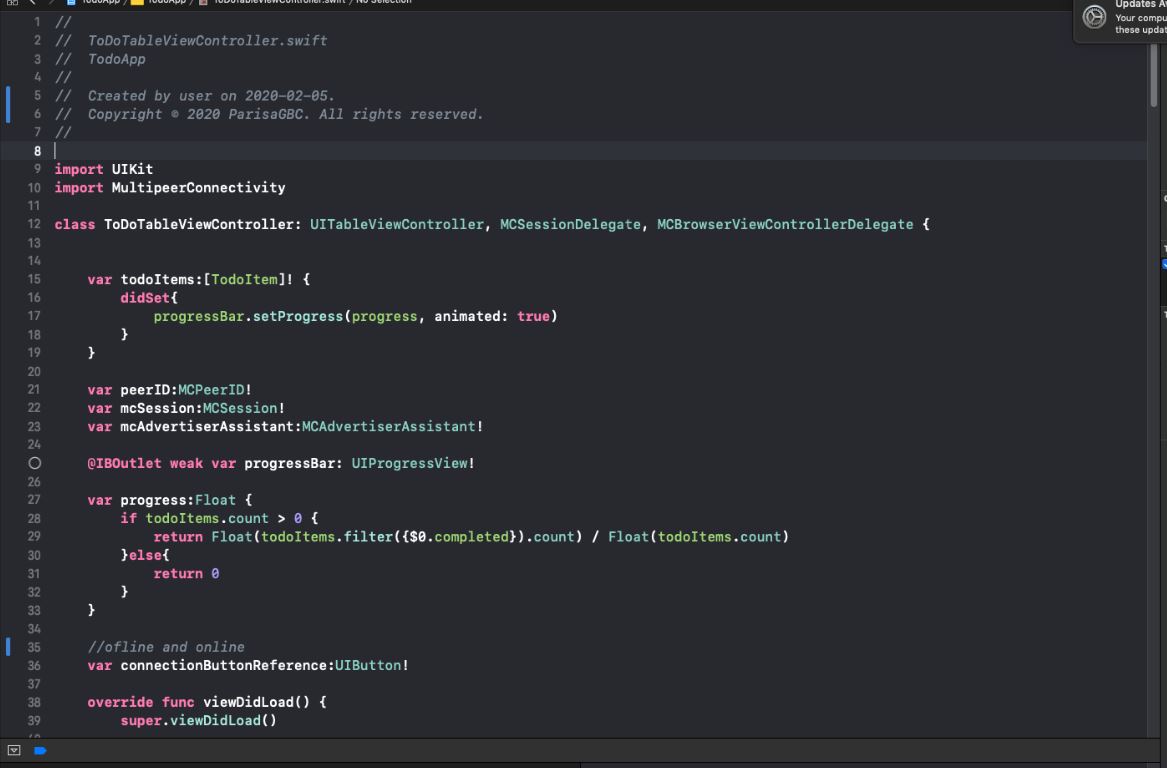 TodoApp / TodoApp / ToDoTableViewController.swift / No Selection
Updates
Your compu
these updat
1 //
2 //  ToDoTableViewController.swift
3 //  TodoApp
4 //
5 //  Created by user on 2020-02-05.
6 //  Copyright © 2020 ParisaGBC. All rights reserved.
7 //
8
9 import UIKit
10 import MultipeerConnectivity
11
12 class ToDoTableViewController: UITableViewController, MCSessionDelegate, MCBrowserViewControllerDelegate {
13
14
15     var todoItems:[TodoItem]! {
16         didSet{
17             progressBar.setProgress(progress, animated: true)
18         }
19     }
20
21     var peerID:MCPeerID!
22     var mcSession:MCSession!
23     var mcAdvertiserAssistant:MCAdvertiserAssistant!
24
@IBOutlet weak var progressBar: UIProgressView!
26
27     var progress:Float {
28         if todoItems.count > 0 {
29             return Float(todoItems.filter({$0.completed}).count) / Float(todoItems.count)
30         }else{
31             return 0
32         }
33     }
34
35     //ofline and online
36     var connectionButtonReference:UIButton!
37
38     override func viewDidLoad() {
39         super.viewDidLoad()